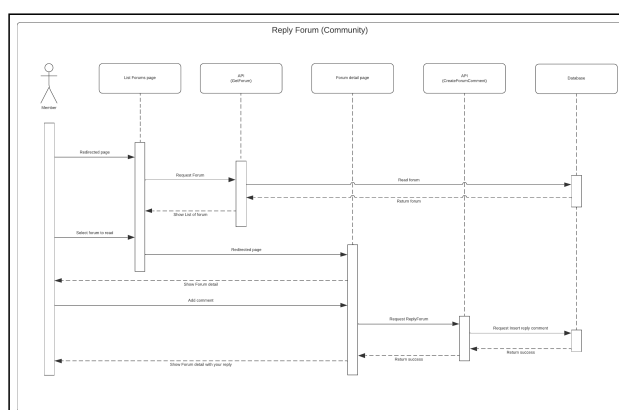 Reply Forum (Community)
List Forums page
API
(GetForum)
Forum detail page
API
(CreateForumComment)
Database
Member
Redirected page
Request Forum
Read forum
Return forum
Show List of forum
Select forum to read
Redirected page
Show Forum detail
Add comment
Request ReplyForum
Request Insert reply comment
Return success
Return success
Show Forum detail with your reply